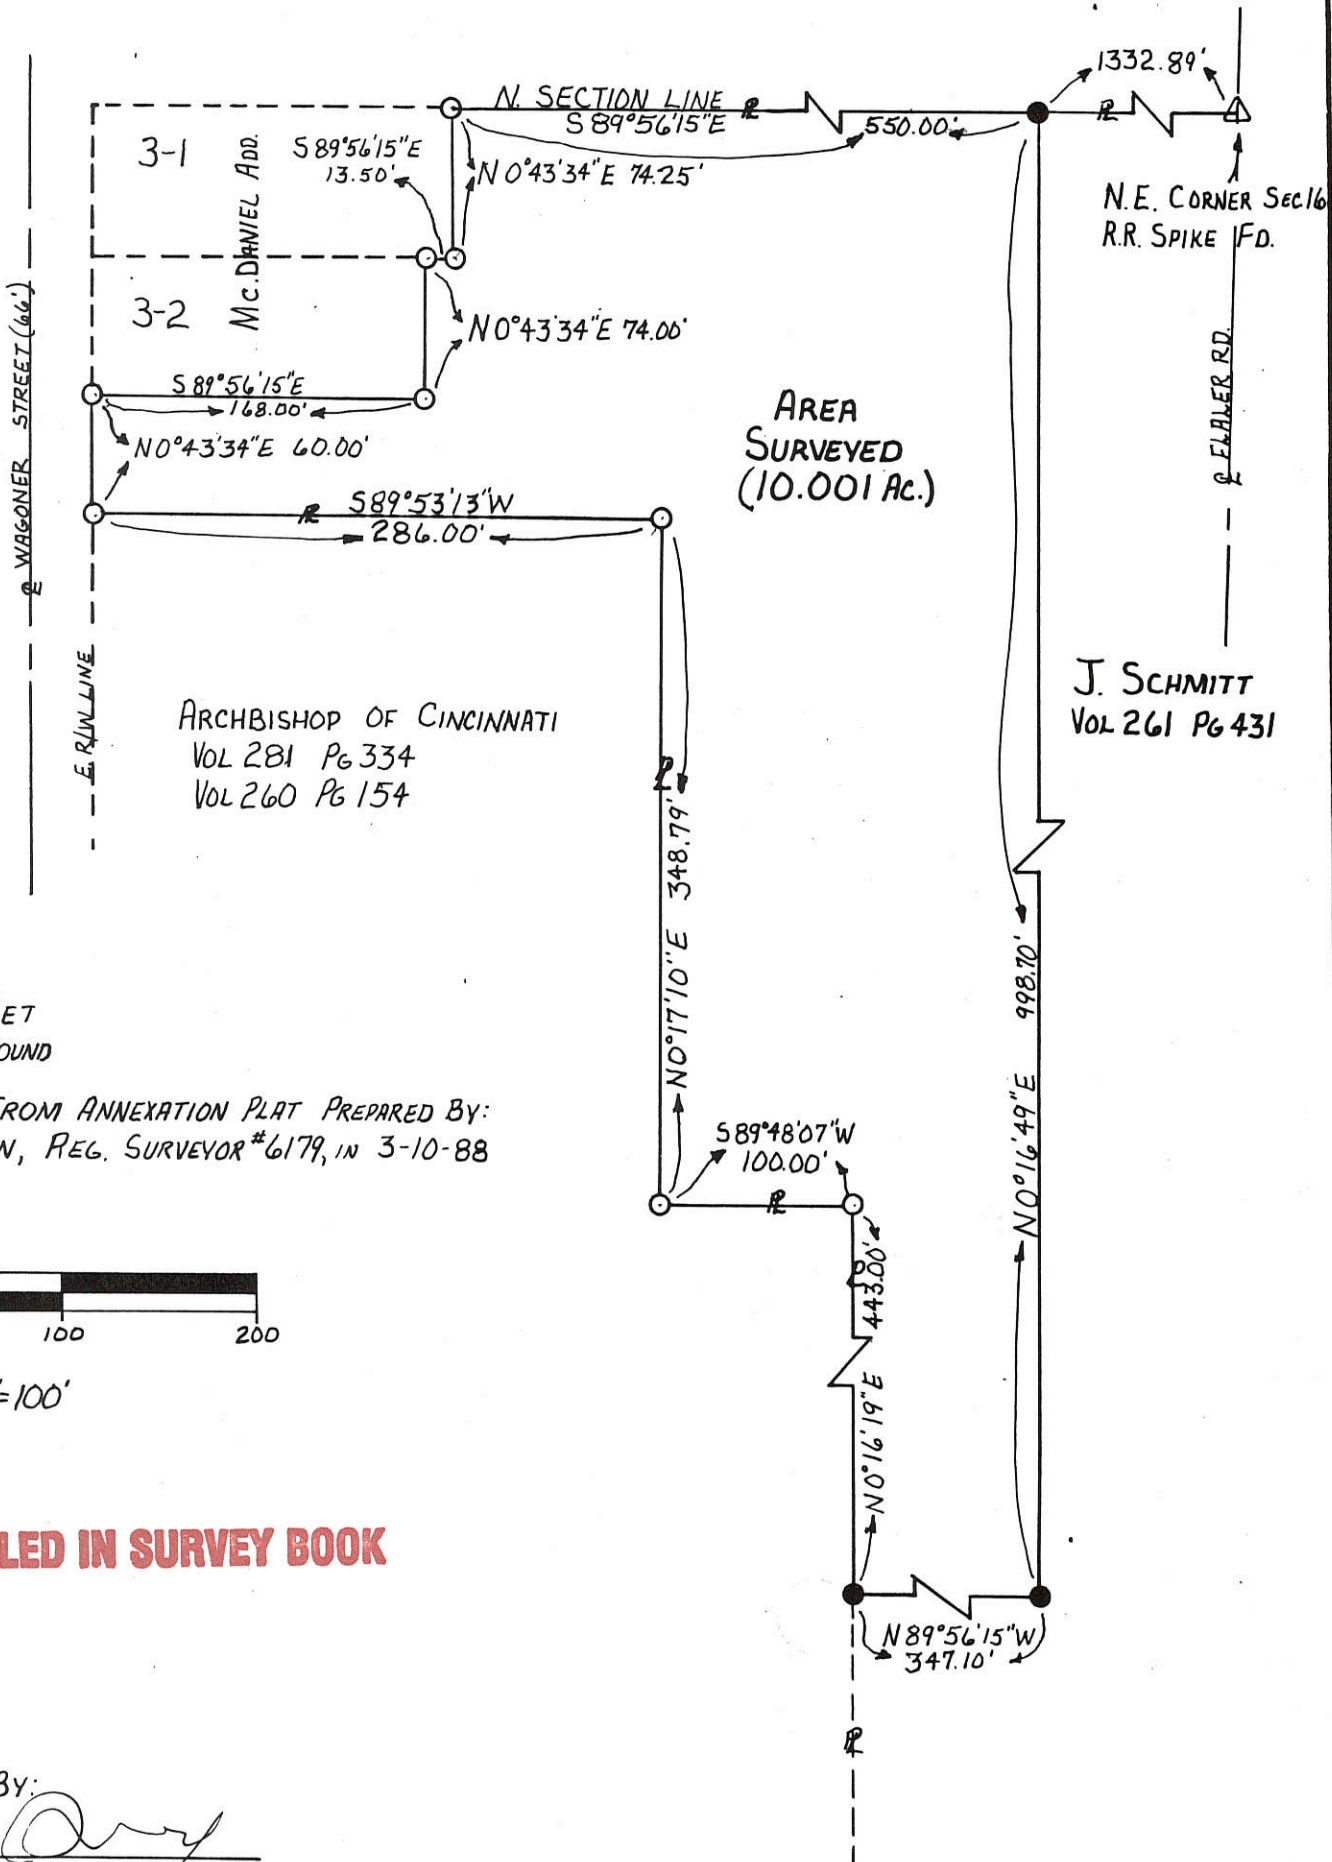 1332.89'
N. SECTION LINE
S 89°56'15"E
550.00'
3-1
Mc.DANIEL ADD.
S 89°56'15"E
13.50'
N 0°43'34"E 74.25'
N.E. CORNER SEC 16
R.R. SPIKE FD.
3-2
N 0°43'34"E 74.00'
WAGONER STREET (66')
S 89°56'15"E
168.00'
N 0°43'34"E 60.00'
AREA
SURVEYED
(10.001 AC.)
S 89°53'13"W
286.00'
E. R/W LINE
ARCHBISHOP OF CINCINNATI
VOL 281 PG 334
VOL 260 PG 154
J. SCHMITT
VOL 261 PG 431
N 0°17'10"E 348.79'
N 0°16'49"E 998.70'
ET
OUND
FROM ANNEXATION PLAT PREPARED BY:
N, REG. SURVEYOR #6179, IN 3-10-88
S 89°48'07"W
100.00'
N 0°16'19"E 443.00'
100 200
=100'
LED IN SURVEY BOOK
N 89°56'15"W
347.10'
BY: